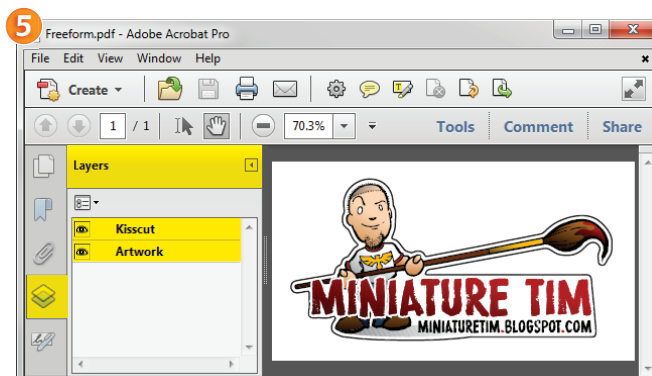 5
Freeform.pdf - Adobe Acrobat Pro
File Edit View Window Help
Create
1 / 1 70.3% Tools Comment Share
Layers
Kisscut
Artwork
MINIATURE TIM
MINIATURETIM.BLOGSPOT.COM